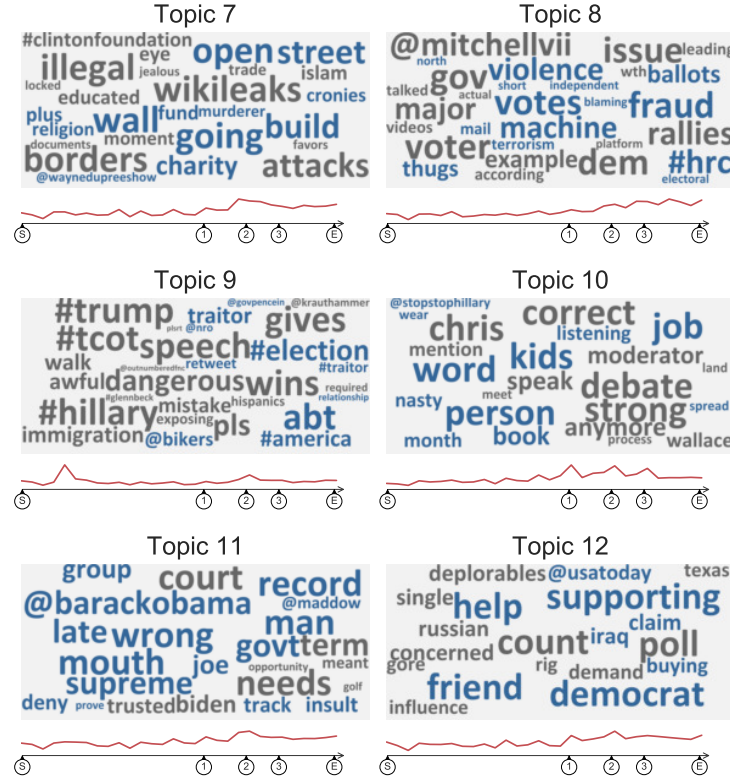 Topic 7
#clintonfoundation
eye
open street
illegal
jealous
trade
islam
locked
wikileaks
educated
cronies
plus
wall
fund
murderer
religion
going
build
documents
moment
favors
borders
charity
attacks
@waynedupreeshow
S 1 2 3 E
Topic 8
@mitchellvii
issue
leading
north
gov
violence
wth
ballots
talked
actual
short
independent
major
votes
blaming
fraud
videos
mail
machine
rallies
voter
terrorism
platform
example
dem
#hrc
thugs
according
electoral
S 1 2 3 E
Topic 9
#trump
@govpencein
@krauthammer
traitor
gives
plsrt
@nro
#tcot
speech
#election
walk
@outnumberedfnc
retweet
#traitor
awful
dangerous
wins
required
#glennbeck
hispanics
relationship
#hillary
mistake
exposing
pls
abt
immigration
@bikers
#america
S 1 2 3 E
Topic 10
@stopstophillary
correct
wear
chris
listening
job
mention
kids
moderator
word
land
speak
debate
meet
nasty
person
strong
spread
anymore
month
book
process
wallace
S 1 2 3 E
Topic 11
group
court
record
@barackobama
@maddow
late
wrong
man
govt
term
mouth
joe
opportunity
meant
supreme
needs
golf
deny
prove
trusted
biden
track
insult
S 1 2 3 E
Topic 12
deplorables
@usatoday
texas
single
help
supporting
russian
claim
concerned
count
iraq
poll
gore
rig
demand
buying
friend
democrat
influence
S 1 2 3 E